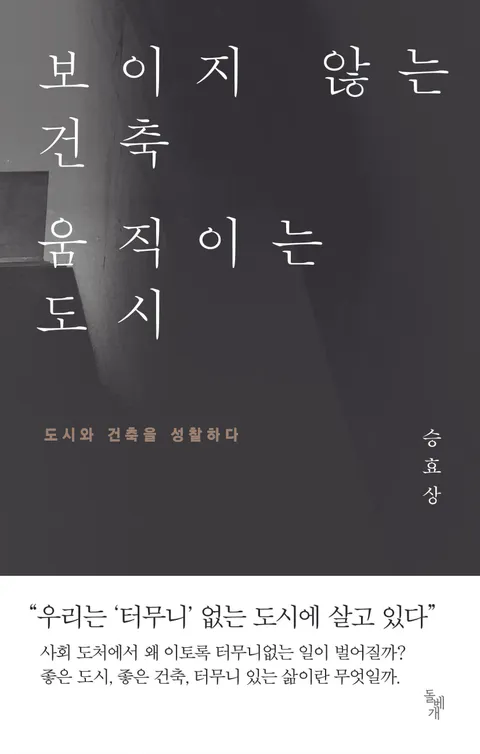 보이지 않는
건축
움직이는
도시
도시와 건축을 성찰하다
승효상
“우리는 ‘터무니’ 없는 도시에 살고 있다”
사회 도처에서 왜 이토록 터무니없는 일이 벌어질까?
좋은 도시, 좋은 건축, 터무니 있는 삶이란 무엇일까.
돌베개